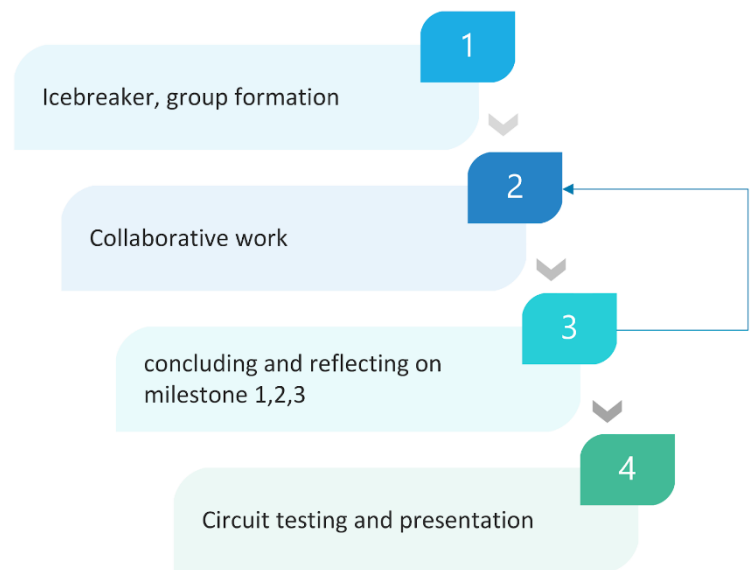 1
Icebreaker, group formation
2
Collaborative work
3
concluding and reflecting on
milestone 1,2,3
4
Circuit testing and presentation